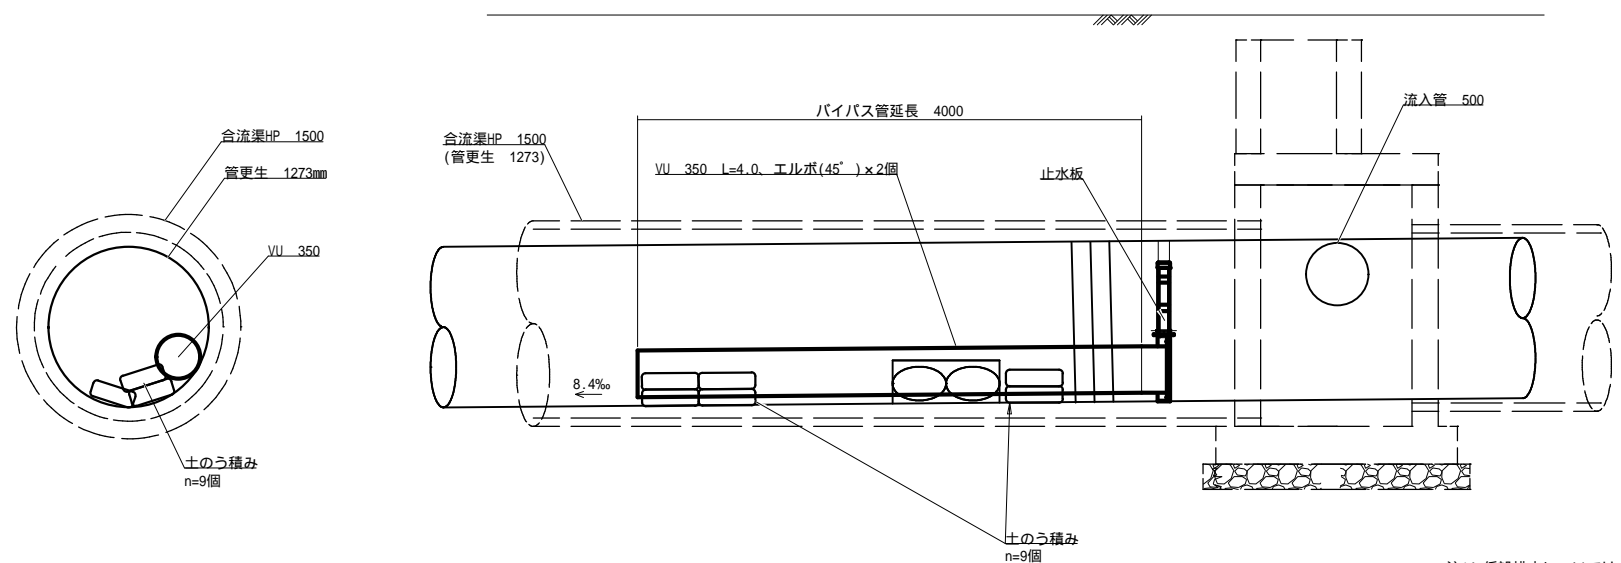 バイパス管延長 4000
流入管 500
合流渠HP 1500
合流渠HP 1500
(管更生 1273)
管更生 1273mm
VU 350 L=4.0、エルボ(45°)×2個
止水板
VU 350
8.4‰
土のう積み
n=9個
土のう積み
n=9個